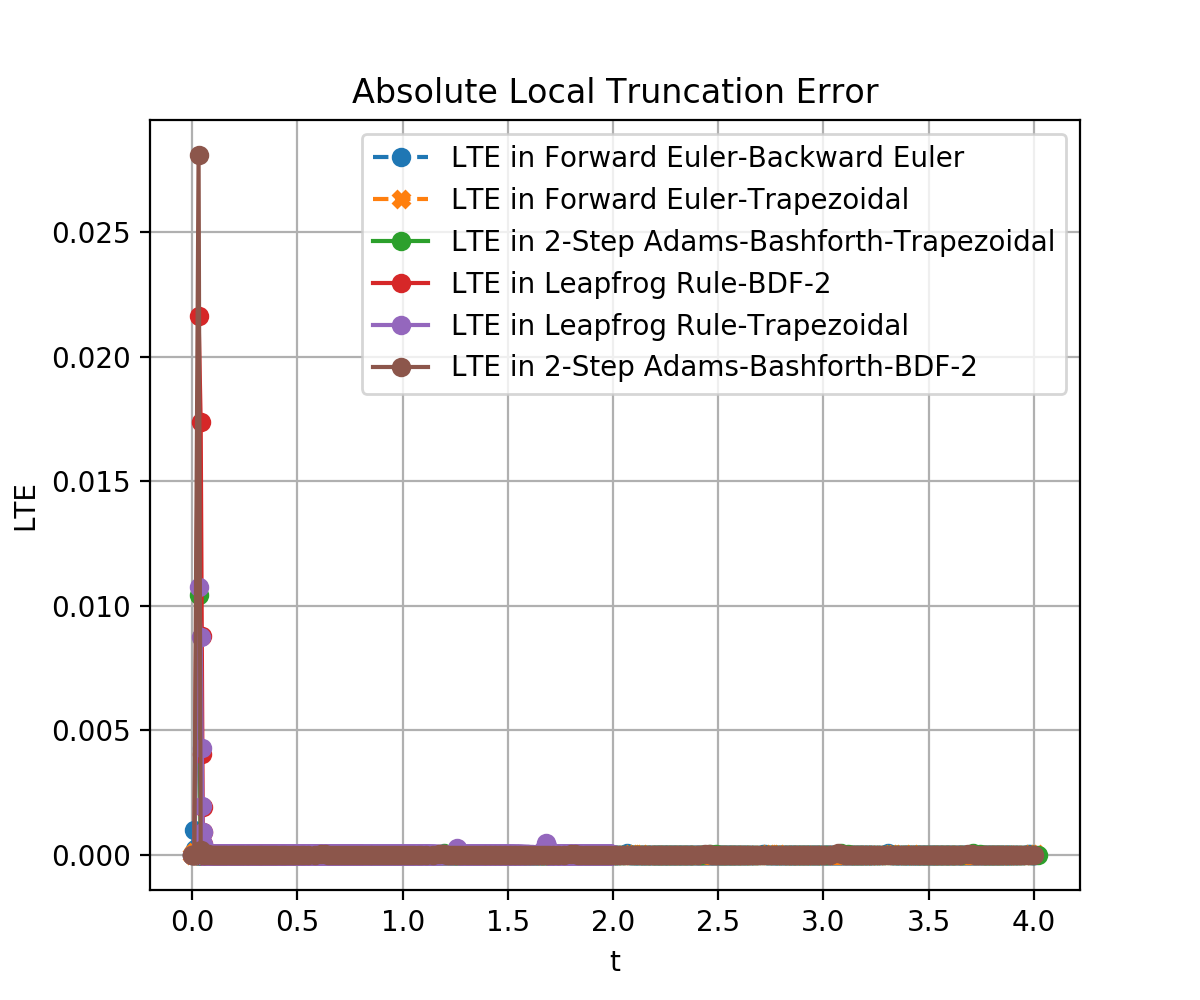 Absolute Local Truncation Error
LTE in Forward Euler-Backward Euler
LTE in Forward Euler-Trapezoidal
LTE in 2-Step Adams-Bashforth-Trapezoidal
LTE in Leapfrog Rule-BDF-2
LTE in Leapfrog Rule-Trapezoidal
LTE in 2-Step Adams-Bashforth-BDF-2
LTE
0.025
0.020
0.015
0.010
0.005
0.000
0.0 0.5 1.0 1.5 2.0 2.5 3.0 3.5 4.0
t